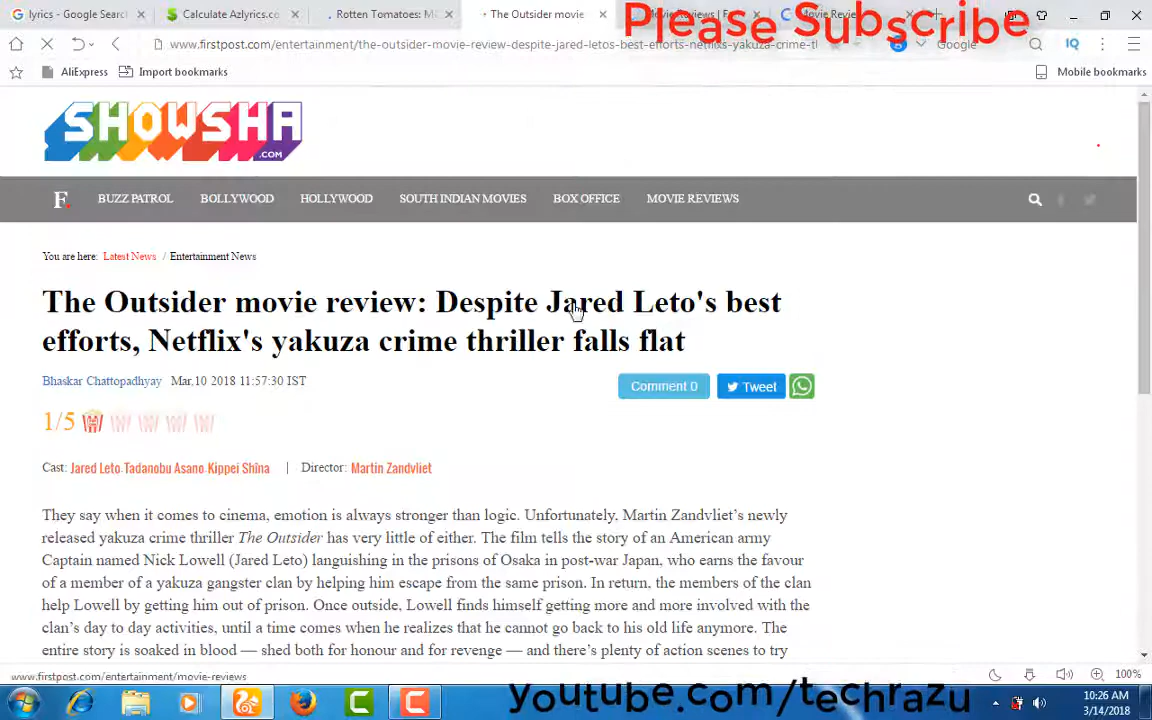 lyrics - Google Searc
Calculate Azlyrics.co
Rotten Tomatoes: M
The Outsider movie
Movie Reviews | F
Movie Revie
Please Subscribe
www.firstpost.com/entertainment/the-outsider-movie-review-despite-jared-letos-best-efforts-netflixs-yakuza-crime-tl
Google
IQ
AliExpress
Import bookmarks
Mobile bookmarks
SHOWSHA
.COM
F.
BUZZ PATROL
BOLLYWOOD
HOLLYWOOD
SOUTH INDIAN MOVIES
BOX OFFICE
MOVIE REVIEWS
You are here: Latest News / Entertainment News
The Outsider movie review: Despite Jared Leto's best
efforts, Netflix's yakuza crime thriller falls flat
Bhaskar Chattopadhyay Mar,10 2018 11:57:30 IST
Comment 0
Tweet
1/5
Cast: Jared Leto.Tadanobu Asano.Kippei Shîna | Director: Martin Zandvliet
They say when it comes to cinema, emotion is always stronger than logic. Unfortunately, Martin Zandvliet’s newly
released yakuza crime thriller The Outsider has very little of either. The film tells the story of an American army
Captain named Nick Lowell (Jared Leto) languishing in the prisons of Osaka in post-war Japan, who earns the favour
of a member of a yakuza gangster clan by helping him escape from the same prison. In return, the members of the clan
help Lowell by getting him out of prison. Once outside, Lowell finds himself getting more and more involved with the
clan’s day to day activities, until a time comes when he realizes that he cannot go back to his old life anymore. The
entire story is soaked in blood — shed both for honour and for revenge — and there’s plenty of action scenes to try
www.firstpost.com/entertainment/movie-reviews
100%
youtube.com/techrazu
10:26 AM
3/14/2018